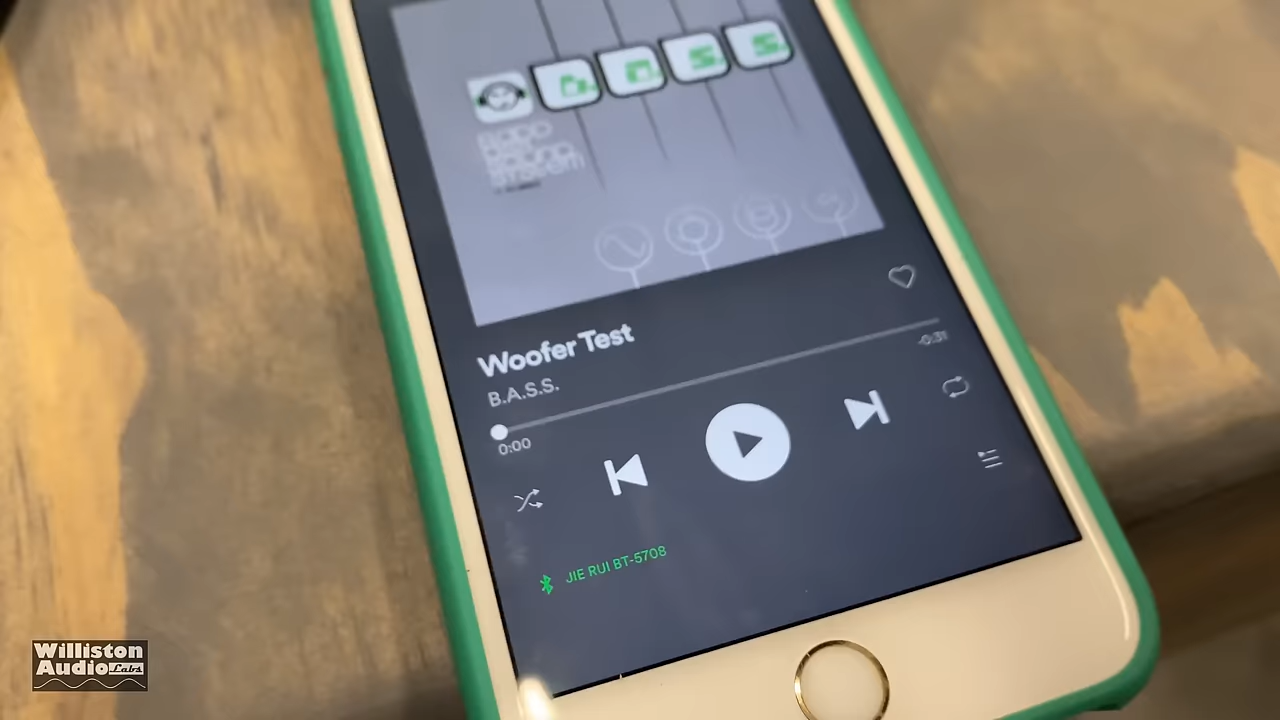 Woofer Test
B.A.S.S.
-0:31
0:00
JIE RUI BT-5708
Williston
Audio Labs